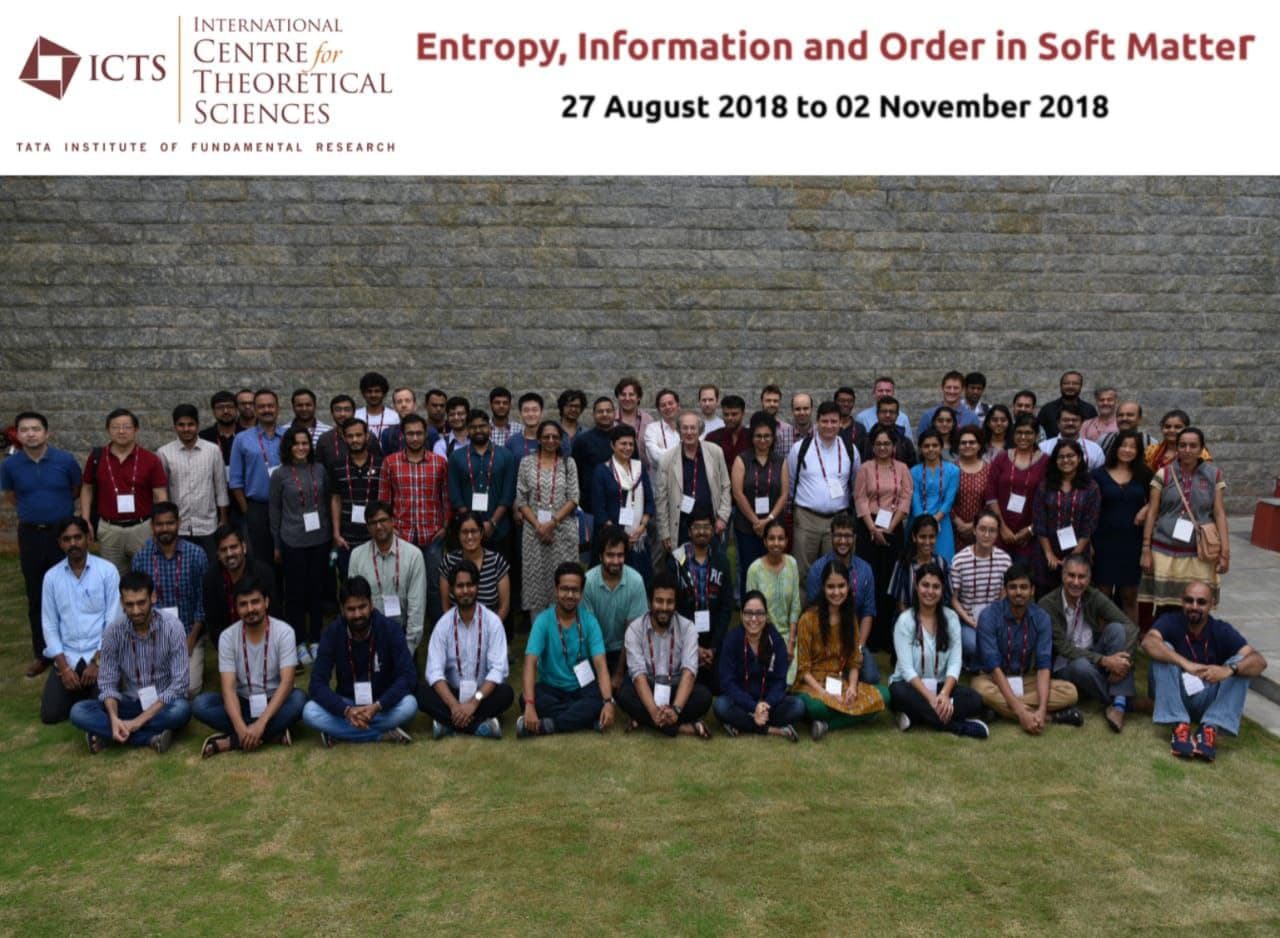 ICTS
INTERNATIONAL
CENTRE for
THEORETICAL
SCIENCES
TATA INSTITUTE OF FUNDAMENTAL RESEARCH
Entropy, Information and Order in Soft Matter
27 August 2018 to 02 November 2018